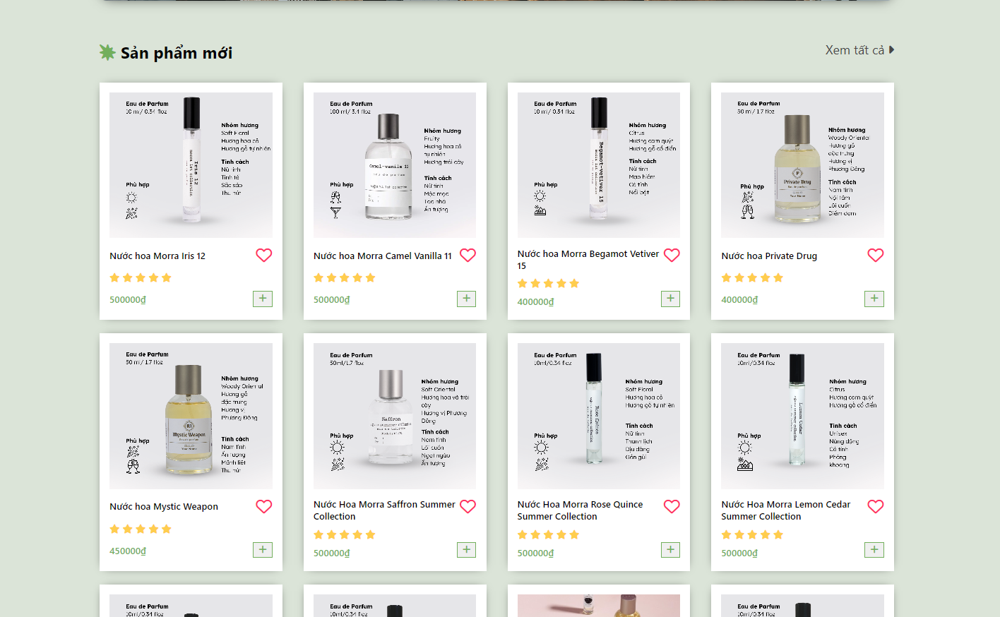 Sản phẩm mới
Xem tất cả
Eau de Parfum
10 ml/ 0.34 floz
Nhóm hương
Soft Floral
Hương hoa cỏ
Hương gỗ tự nhiên
Tính cách
Nữ tính
Tinh tế
Sắc sảo
Thu hút
Phù hợp
Iris 12
Nước hoa Morra Iris 12
500000₫
Eau de Parfum
100 ml/ 3.4 floz
Nhóm hương
Fruity
Hương hoa cỏ
tự nhiên
Hương trái cây
Tính cách
Nữ tính
Mộc mạc
Tao nhã
Ấn tượng
Phù hợp
Camel-vanila 11
eau de parfum
Nước hoa Morra Camel Vanilla 11
500000₫
Eau de Parfum
10 ml/ 0.34 floz
Nhóm hương
Citrus
Hương cam quýt
Hương gỗ cổ điển
Tính cách
Nữ tính
Mạo hiểm
Cá tính
Nổi bật
Phù hợp
Begamot-vetiver 15
Nước hoa Morra Begamot Vetiver
15
400000₫
Eau de Parfum
50 ml/ 1.7 floz
Nhóm hương
Woody Oriental
Hương gỗ
đặc trưng
Hương vị
Phương Đông
Tính cách
Nam tính
Nội tâm
Lôi cuốn
Điềm đạm
Phù hợp
P
Private Drug
Nước hoa Private Drug
400000₫
Eau de Parfum
50 ml/ 1.7 floz
Nhóm hương
Woody Oriental
Hương gỗ
đặc trưng
Hương vị
Phương Đông
Tính cách
Nam tính
Ấn tượng
Mãnh liệt
Thu hút
Phù hợp
Mystic Weapon
Nước hoa Mystic Weapon
450000₫
Eau de Parfum
50ml/1.7 floz
Nhóm hương
Soft Oriental
Hương hoa và trái
cây
Hương vị Phương
Đông
Tính cách
Nam tính
Lôi cuốn
Ngọt ngào
Ấn tượng
Phù hợp
Saffron
Nước Hoa Morra Saffron Summer
Collection
500000₫
Eau de Parfum
10ml/0.34 floz
Nhóm hương
Soft Floral
Hương hoa cỏ
Hương gỗ tự nhiên
Tính cách
Nữ tính
Thanh lịch
Dịu dàng
Gần gũi
Phù hợp
Rose Quince
Nước Hoa Morra Rose Quince
Summer Collection
500000₫
Eau de Parfum
10ml/0.34 floz
Nhóm hương
Citrus
Hương cam quýt
Hương gỗ cổ điển
Tính cách
Unisex
Năng động
Cá tính
Phóng
khoáng
Phù hợp
Lemon Cedar
Nước Hoa Morra Lemon Cedar
Summer Collection
500000₫
Eau de Parfum
10ml/0.34 floz
Eau de Parfum
10ml/0.34 floz
Eau de Parfum
10ml/0.34 floz